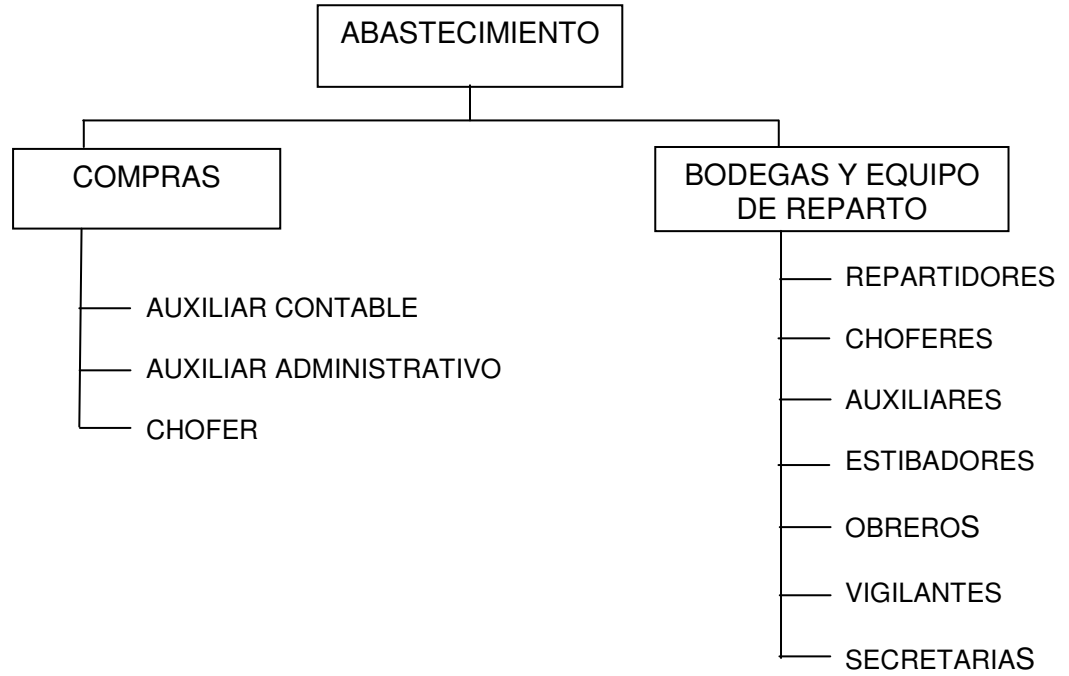 ABASTECIMIENTO
COMPRAS
AUXILIAR CONTABLE
AUXILIAR ADMINISTRATIVO
CHOFER
BODEGAS Y EQUIPO
DE REPARTO
REPARTIDORES
CHOFERES
AUXILIARES
ESTIBADORES
OBREROS
VIGILANTES
SECRETARIAS